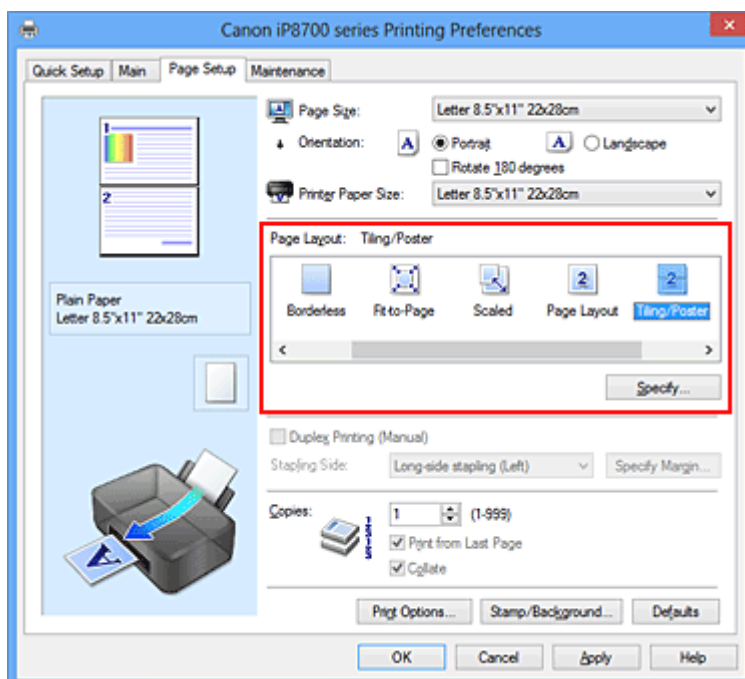 Canon iP8700 series Printing Preferences
Quick Setup Main Page Setup Maintenance
Page Size: Letter 8.5"x11" 22x28cm
Orientation: A Portrait A Landscape
Rotate 180 degrees
Printer Paper Size: Letter 8.5"x11" 22x28cm
1
2
Plain Paper
Letter 8.5"x11" 22x28cm
Page Layout: Tiling/Poster
2 2
Borderless Fit-to-Page Scaled Page Layout Tiling/Poster
Specify...
Duplex Printing (Manual)
Stapling Side: Long-side stapling (Left) Specify Margin...
Copies: 1 (1-999)
Print from Last Page
Collate
A
Print Options... Stamp/Background... Defaults
OK Cancel Apply Help